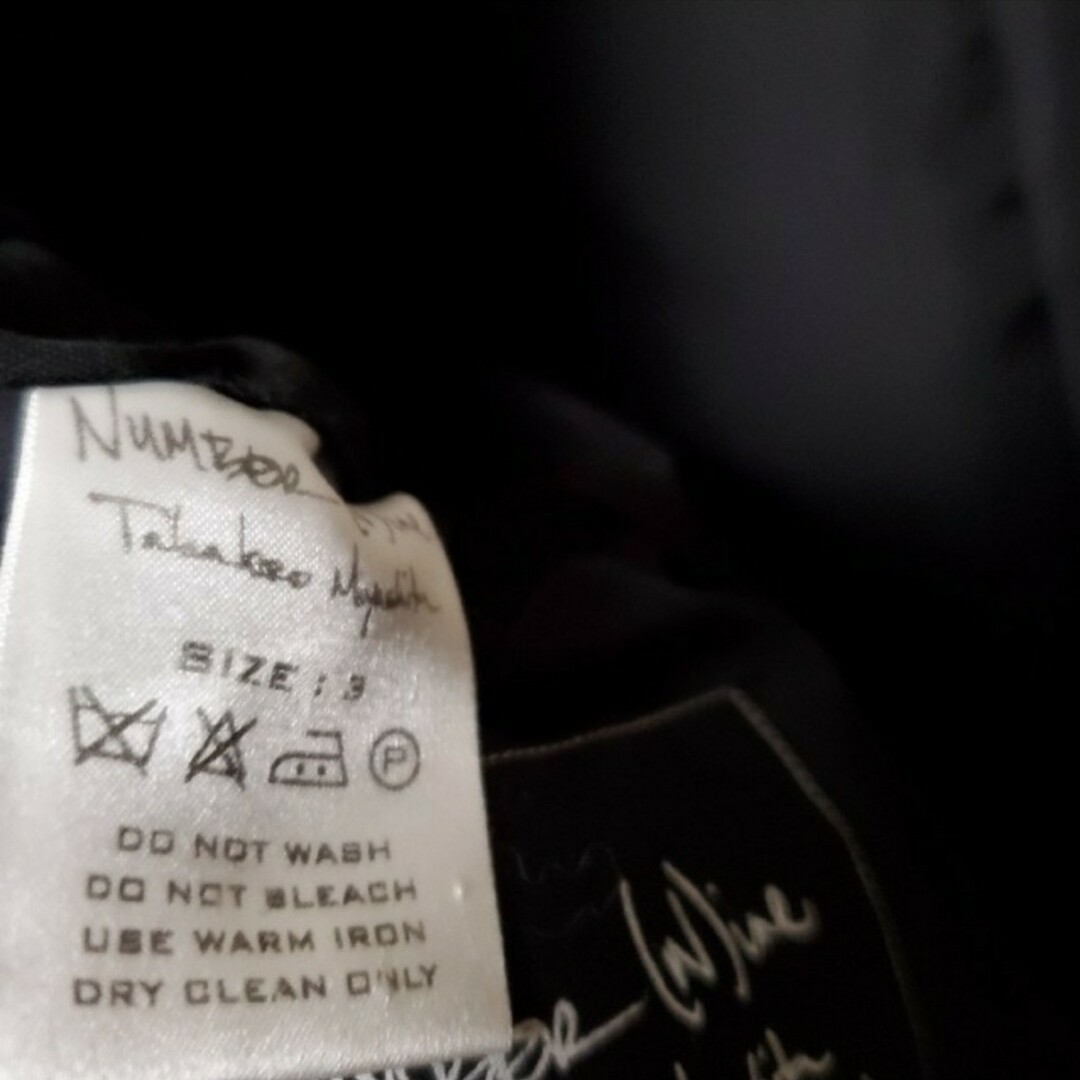 NUMBER
Takahiro Miyashita
SIZE : 3
P
DO NOT WASH
DO NOT BLEACH
USE WARM IRON
DRY CLEAN ONLY
(N)ine